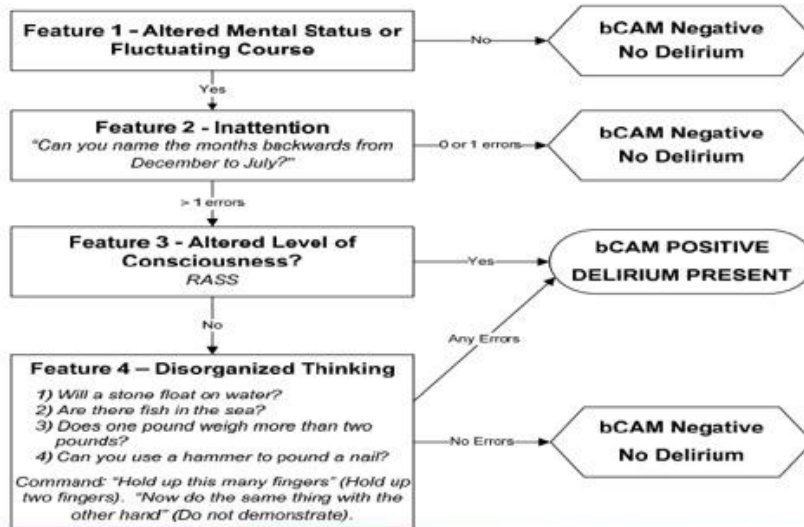 Feature 1 - Altered Mental Status or
Fluctuating Course
No
bCAM Negative
No Delirium
Yes
Feature 2 - Inattention
"Can you name the months backwards from
December to July?"
0 or 1 errors
bCAM Negative
No Delirium
> 1 errors
Feature 3 - Altered Level of
Consciousness?
RASS
Yes
bCAM POSITIVE
DELIRIUM PRESENT
No
Any Errors
Feature 4 – Disorganized Thinking
1) Will a stone float on water?
2) Are there fish in the sea?
3) Does one pound weigh more than two
pounds?
4) Can you use a hammer to pound a nail?
Command: "Hold up this many fingers" (Hold up
two fingers). "Now do the same thing with the
other hand" (Do not demonstrate).
No Errors
bCAM Negative
No Delirium